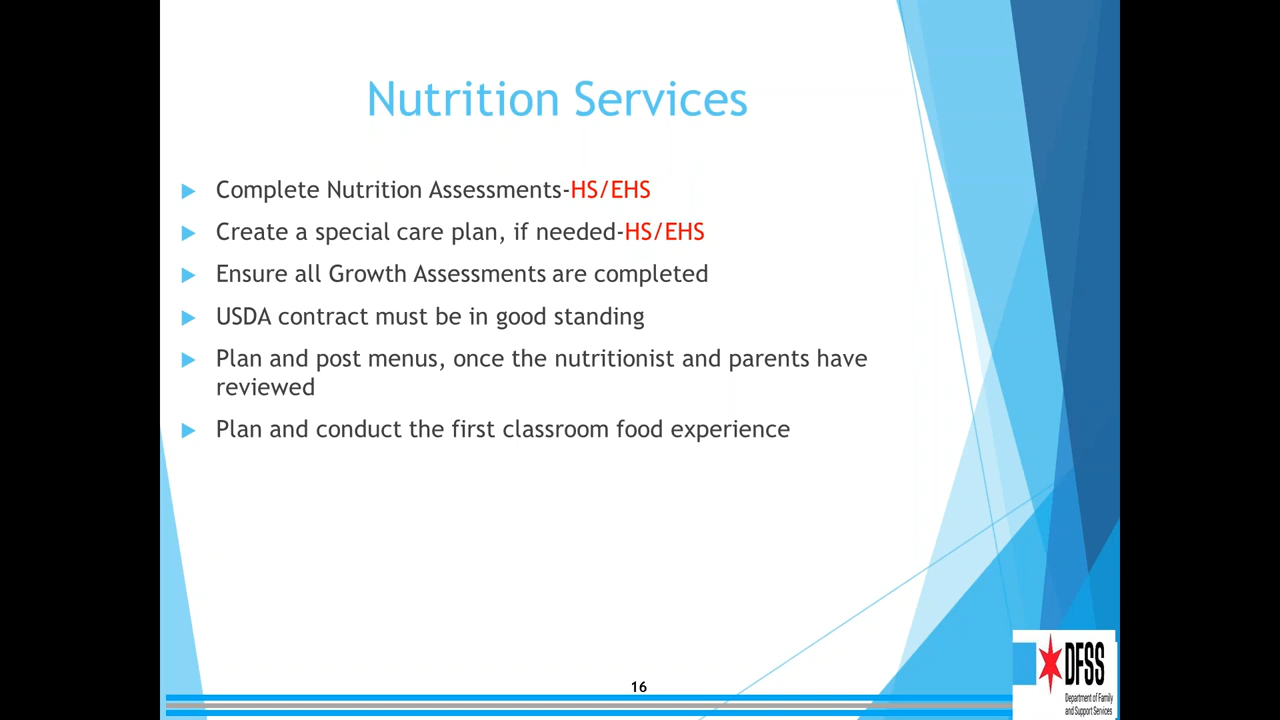 Nutrition Services
Complete Nutrition Assessments-HS/EHS
Create a special care plan, if needed-HS/EHS
Ensure all Growth Assessments are completed
USDA contract must be in good standing
Plan and post menus, once the nutritionist and parents have
reviewed
Plan and conduct the first classroom food experience
16
DFSS
Department of Family
and Support Services